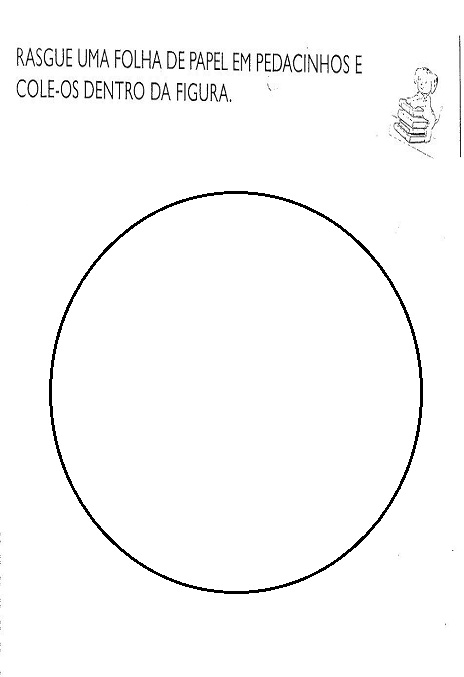 RASGUE UMA FOLHA DE PAPEL EM PEDACINHOS E
COLE-OS DENTRO DA FIGURA.